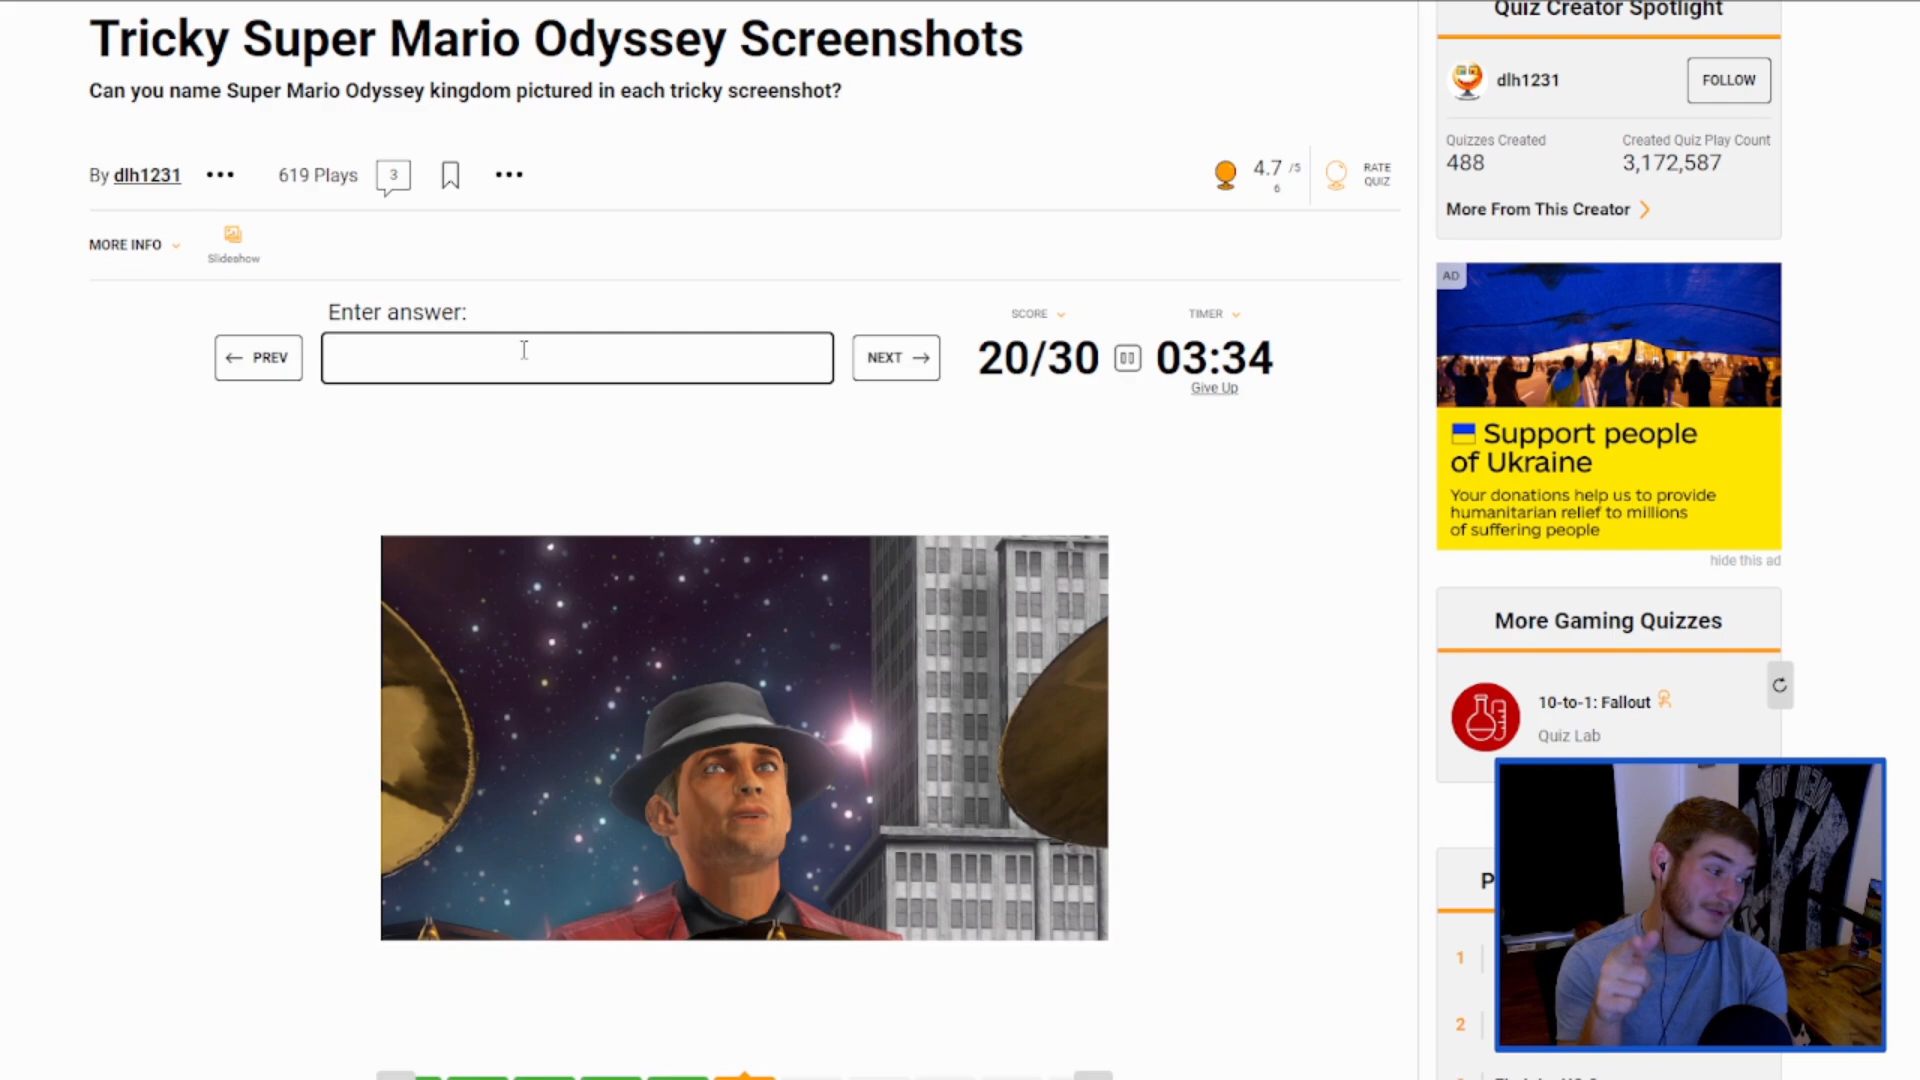 Tricky Super Mario Odyssey Screenshots
Can you name Super Mario Odyssey kingdom pictured in each tricky screenshot?
By dlh1231
619 Plays
3
4.7 /5
6
RATE
QUIZ
MORE INFO
Slideshow
Enter answer:
PREV
NEXT
SCORE
20/30
TIMER
03:34
Give Up
Quiz Creator Spotlight
dlh1231
FOLLOW
Quizzes Created
488
Created Quiz Play Count
3,172,587
More From This Creator
AD
Support people
of Ukraine
Your donations help us to provide
humanitarian relief to millions
of suffering people
hide this ad
More Gaming Quizzes
10-to-1: Fallout
Quiz Lab
P
1
2
NEW YOR